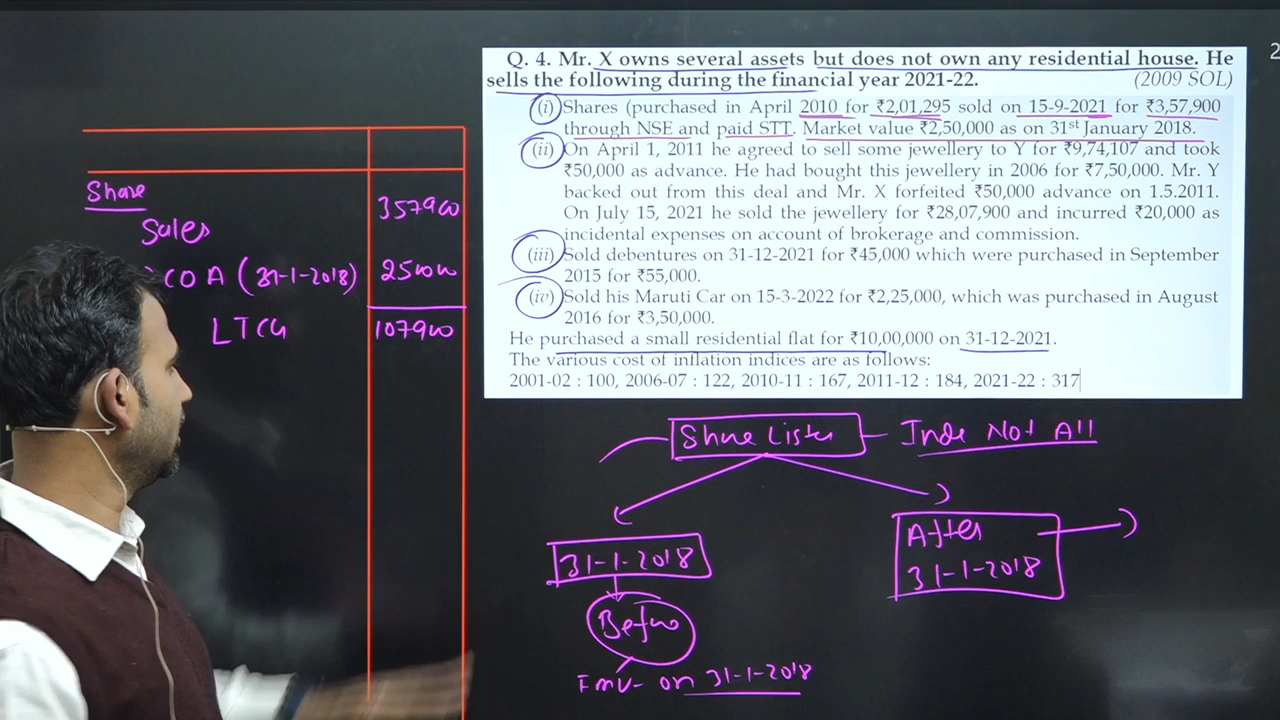 Q. 4. Mr. X owns several assets but does not own any residential house. He
sells the following during the financial year 2021-22. (2009 SOL)
(i) Shares (purchased in April 2010 for ₹2,01,295 sold on 15-9-2021 for ₹3,57,900
through NSE and paid STT. Market value ₹2,50,000 as on 31st January 2018.
(ii) On April 1, 2011 he agreed to sell some jewellery to Y for ₹9,74,107 and took
₹50,000 as advance. He had bought this jewellery in 2006 for ₹7,50,000. Mr. Y
backed out from this deal and Mr. X forfeited ₹50,000 advance on 1.5.2011.
On July 15, 2021 he sold the jewellery for ₹28,07,900 and incurred ₹20,000 as
incidental expenses on account of brokerage and commission.
(iii) Sold debentures on 31-12-2021 for ₹45,000 which were purchased in September
2015 for ₹55,000.
(iv) Sold his Maruti Car on 15-3-2022 for ₹2,25,000, which was purchased in August
2016 for ₹3,50,000.
He purchased a small residential flat for ₹10,00,000 on 31-12-2021.
The various cost of inflation indices are as follows:
2001-02 : 100, 2006-07 : 122, 2010-11 : 167, 2011-12 : 184, 2021-22 : 317
2
Share
Sales 357900
COA (31-1-2018) 250000
LTCG 107900
Share Listed Inde Not All
31-1-2018
Before
FMV- on 31-1-2018
After
31-1-2018